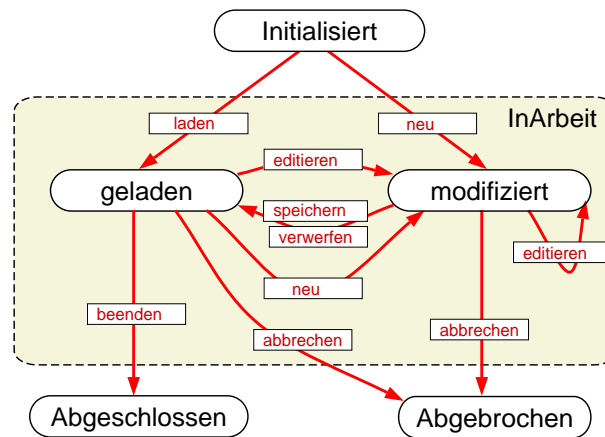 Initialisiert
InArbeit
laden
neu
editieren
geladen
modifiziert
speichern
verwerfen
editieren
neu
beenden
abbrechen
abbrechen
Abgeschlossen
Abgebrochen